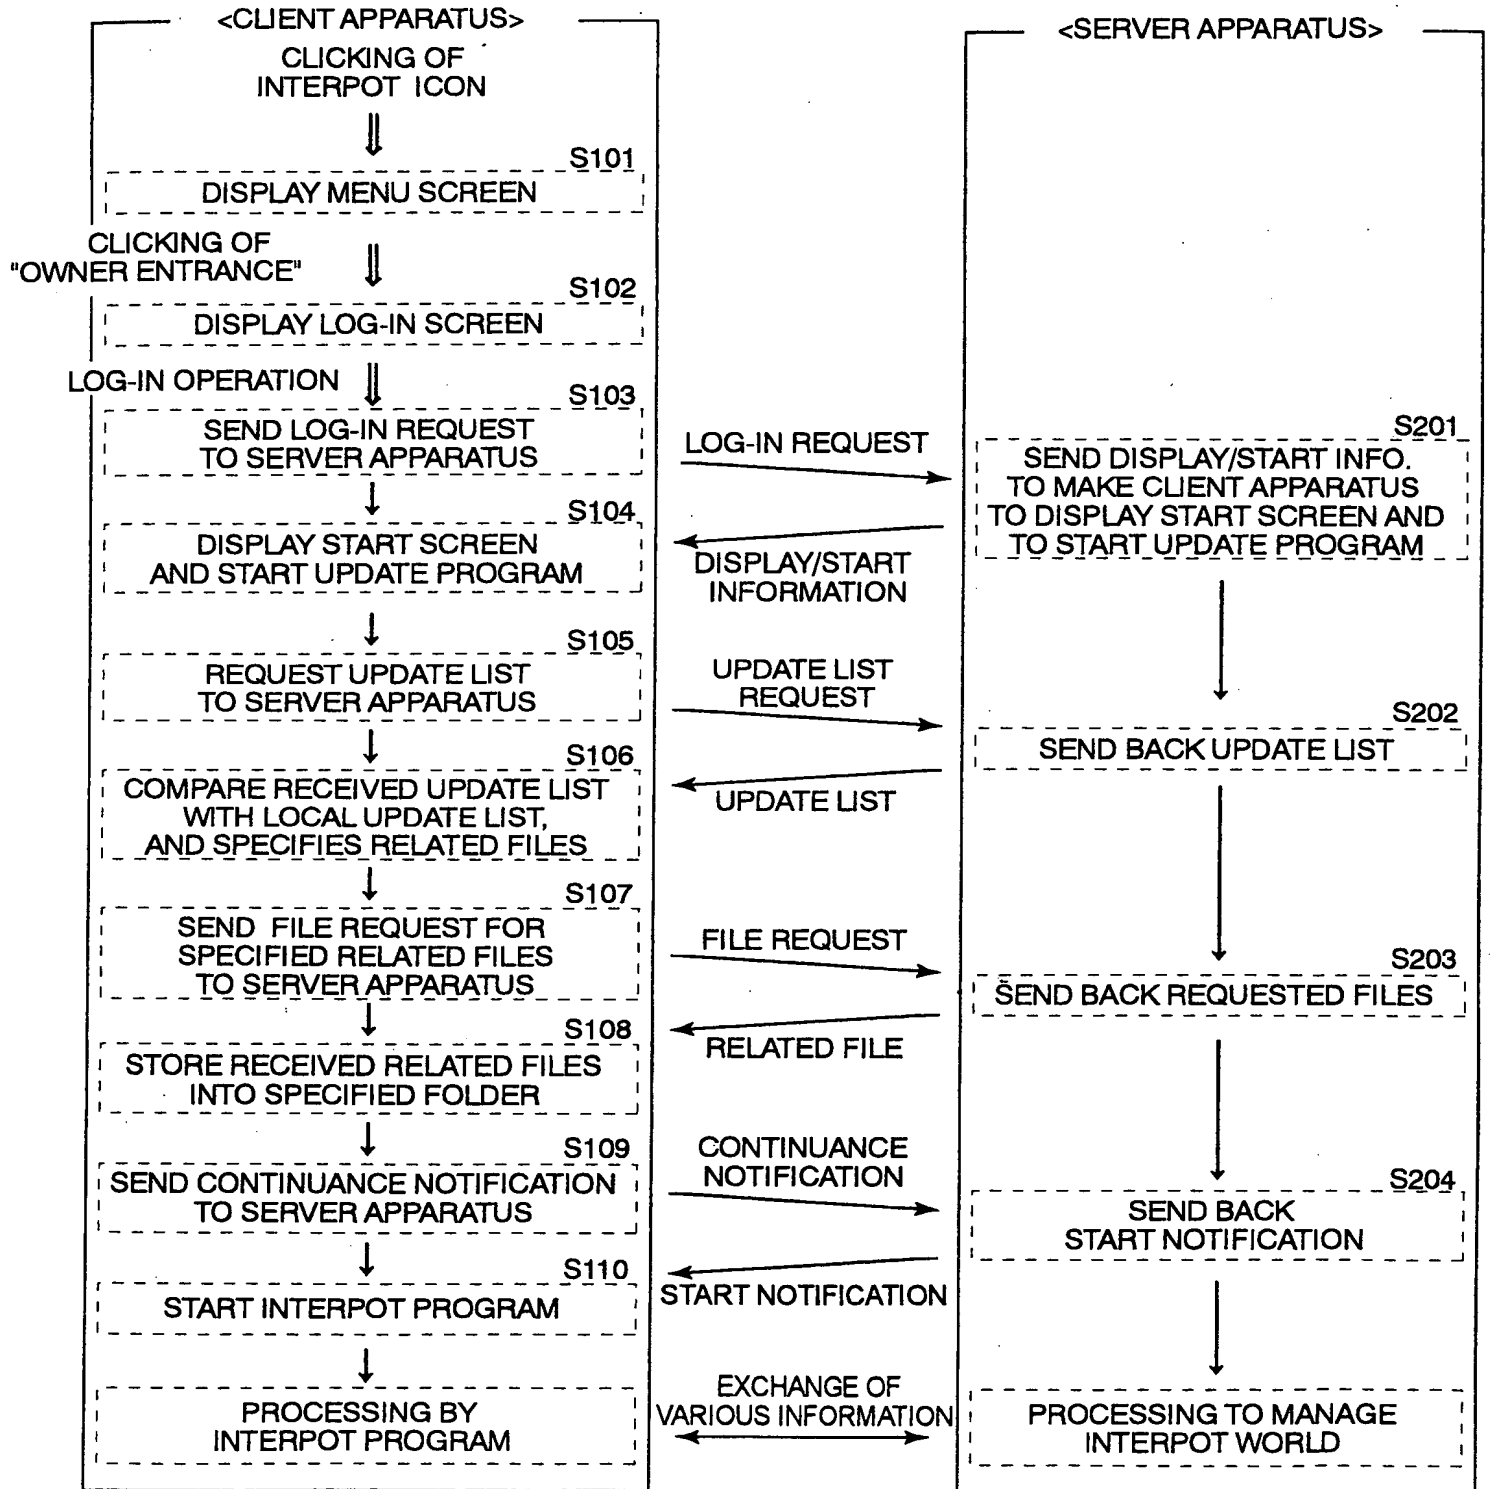 <CLIENT APPARATUS>
CLICKING OF
INTERPOT ICON
S101
DISPLAY MENU SCREEN
CLICKING OF
"OWNER ENTRANCE"
S102
DISPLAY LOG-IN SCREEN
LOG-IN OPERATION
S103
SEND LOG-IN REQUEST
TO SERVER APPARATUS
S104
DISPLAY START SCREEN
AND START UPDATE PROGRAM
S105
REQUEST UPDATE LIST
TO SERVER APPARATUS
S106
COMPARE RECEIVED UPDATE LIST
WITH LOCAL UPDATE LIST,
AND SPECIFIES RELATED FILES
S107
SEND FILE REQUEST FOR
SPECIFIED RELATED FILES
TO SERVER APPARATUS
S108
STORE RECEIVED RELATED FILES
INTO SPECIFIED FOLDER
S109
SEND CONTINUANCE NOTIFICATION
TO SERVER APPARATUS
S110
START INTERPOT PROGRAM
PROCESSING BY
INTERPOT PROGRAM
LOG-IN REQUEST
DISPLAY/START
INFORMATION
UPDATE LIST
REQUEST
UPDATE LIST
FILE REQUEST
RELATED FILE
CONTINUANCE
NOTIFICATION
START NOTIFICATION
EXCHANGE OF
VARIOUS INFORMATION
<SERVER APPARATUS>
S201
SEND DISPLAY/START INFO.
TO MAKE CLIENT APPARATUS
TO DISPLAY START SCREEN AND
TO START UPDATE PROGRAM
S202
SEND BACK UPDATE LIST
S203
SEND BACK REQUESTED FILES
S204
SEND BACK
START NOTIFICATION
PROCESSING TO MANAGE
INTERPOT WORLD